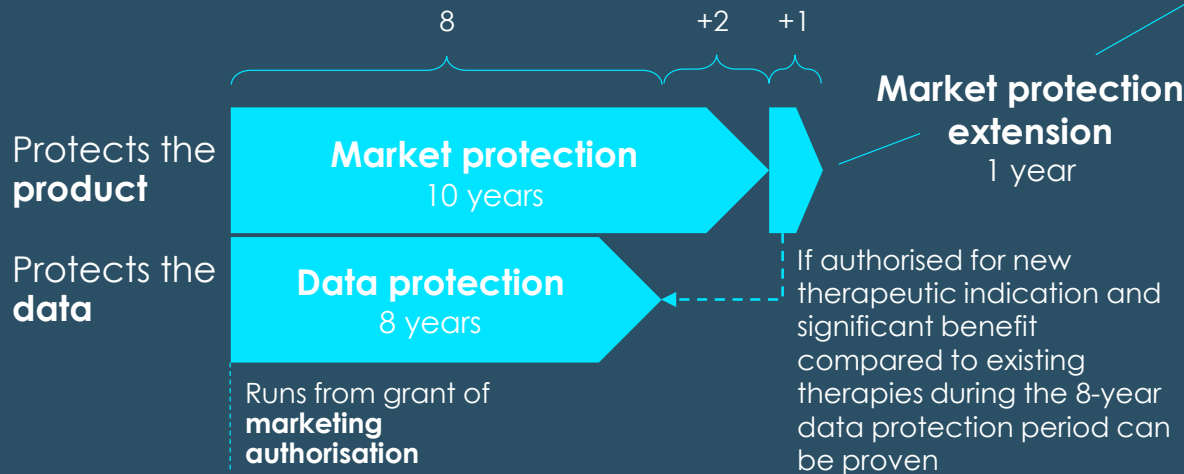 8
+2
+1
Protects the
product
Market protection
10 years
Market protection
extension
1 year
Protects the
data
Data protection
8 years
If authorised for new
therapeutic indication and
significant benefit
compared to existing
therapies during the 8-year
data protection period can
be proven
Runs from grant of
marketing
authorisation